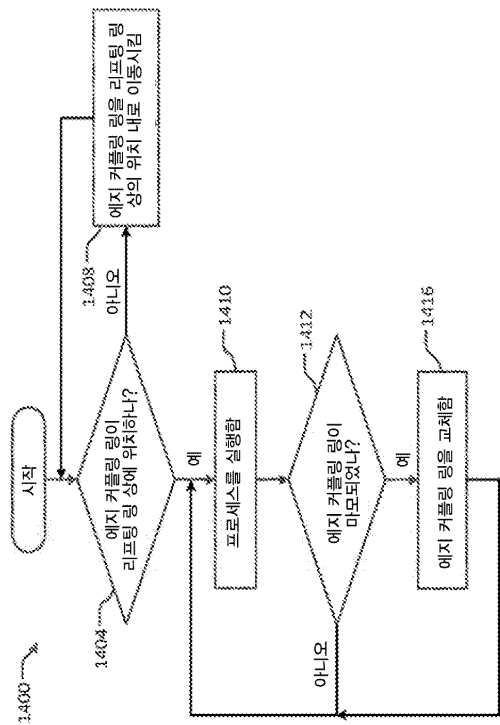 1400
시작
1404
에지 커플링 링이
리프팅 링 상에 위치하나?
아니오
1408
에지 커플링 링을 리프팅 링
상의 위치 내로 이동시킴
예
1410
프로세스를 실행함
1412
에지 커플링 링이
마모되었나?
아니오
예
1416
에지 커플링 링을 교체함